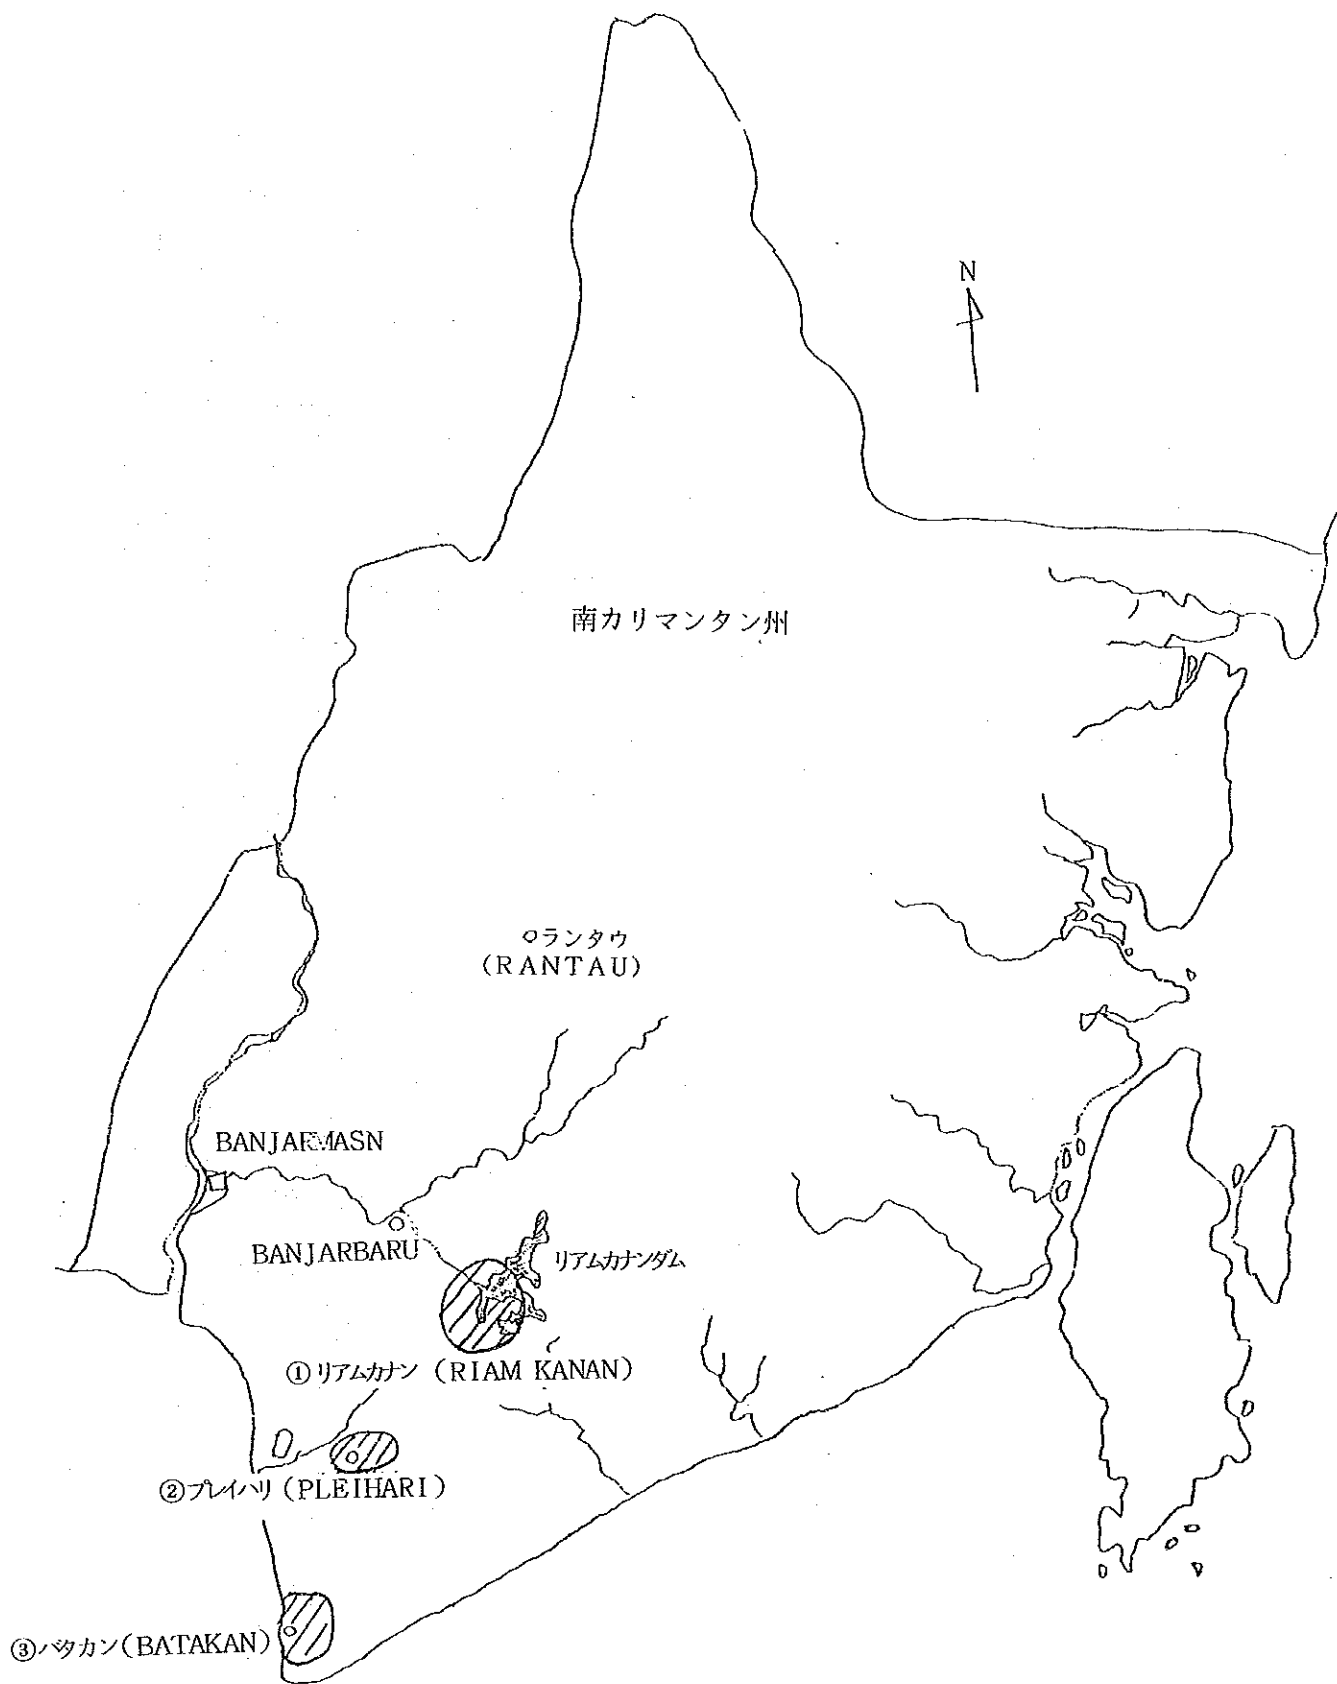 N
南カリマンタン州
ランタウ
(RANTAU)
BANJARMASN
BANJARBARU
リアムカナンダム
①リアムカナン (RIAM KANAN)
②プレイハリ (PLEIHARI)
③バタカン (BATAKAN)